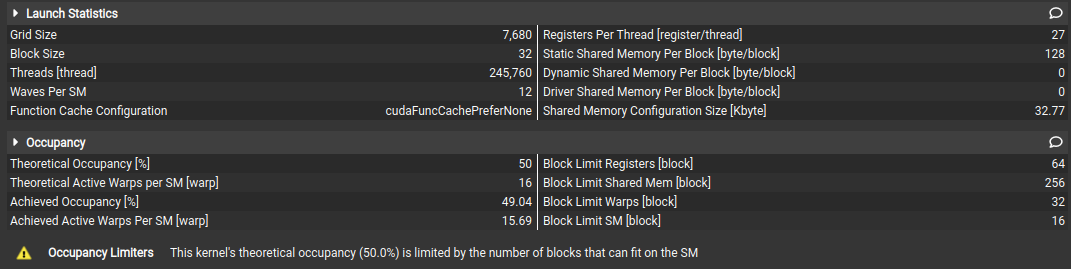 Launch Statistics
Grid Size 7,680 Registers Per Thread [register/thread] 27
Block Size 32 Static Shared Memory Per Block [byte/block] 128
Threads [thread] 245,760 Dynamic Shared Memory Per Block [byte/block] 0
Waves Per SM 12 Driver Shared Memory Per Block [byte/block] 0
Function Cache Configuration cudaFuncCachePreferNone Shared Memory Configuration Size [Kbyte] 32.77
Occupancy
Theoretical Occupancy [%] 50 Block Limit Registers [block] 64
Theoretical Active Warps per SM [warp] 16 Block Limit Shared Mem [block] 256
Achieved Occupancy [%] 49.04 Block Limit Warps [block] 32
Achieved Active Warps Per SM [warp] 15.69 Block Limit SM [block] 16
Occupancy Limiters This kernel's theoretical occupancy (50.0%) is limited by the number of blocks that can fit on the SM